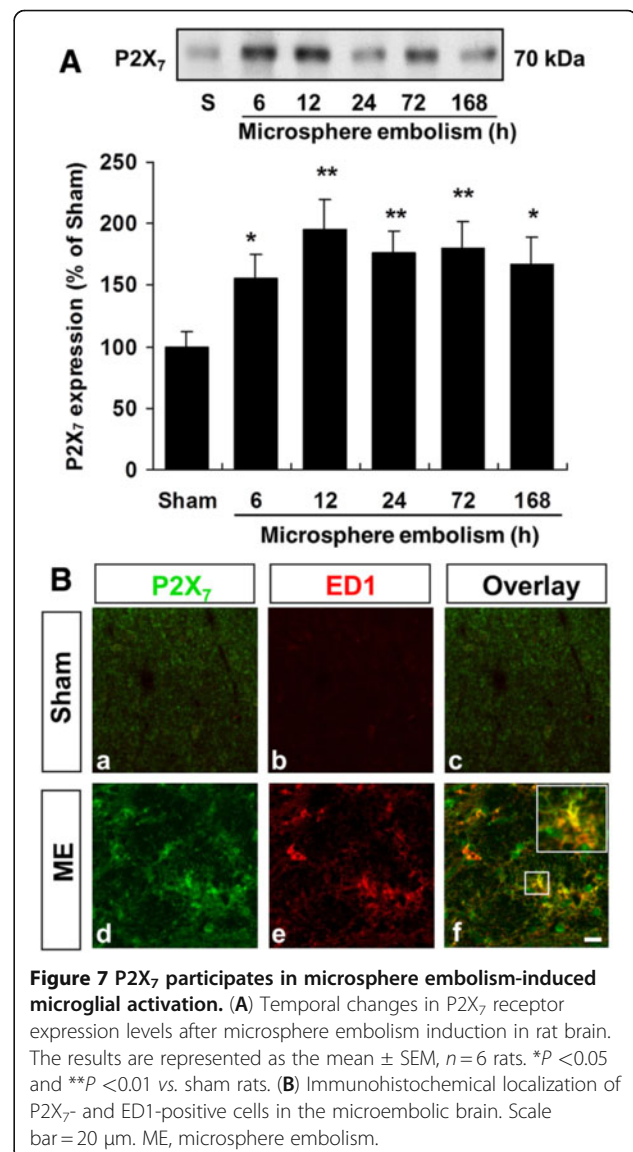 A
P2X₇
70 kDa
S 6 12 24 72 168
Microsphere embolism (h)
P2X₇ expression (% of Sham)
250
200
150
100
50
0
* ** ** ** *
Sham 6 12 24 72 168
Microsphere embolism (h)
B
P2X₇ ED1 Overlay
Sham
a b c
ME
d e f
Figure 7 P2X₇ participates in microsphere embolism-induced
microglial activation. (A) Temporal changes in P2X₇ receptor
expression levels after microsphere embolism induction in rat brain.
The results are represented as the mean ± SEM, n = 6 rats. *P <0.05
and **P <0.01 vs. sham rats. (B) Immunohistochemical localization of
P2X₇- and ED1-positive cells in the microembolic brain. Scale
bar = 20 μm. ME, microsphere embolism.